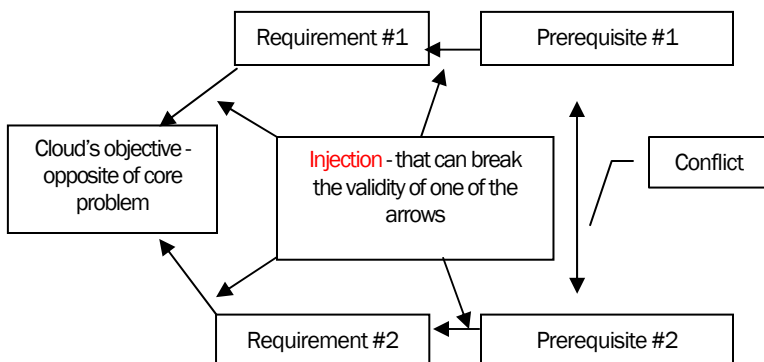 Requirement #1
Prerequisite #1
Cloud's objective -
opposite of core
problem
Injection - that can break
the validity of one of the
arrows
Conflict
Requirement #2
Prerequisite #2